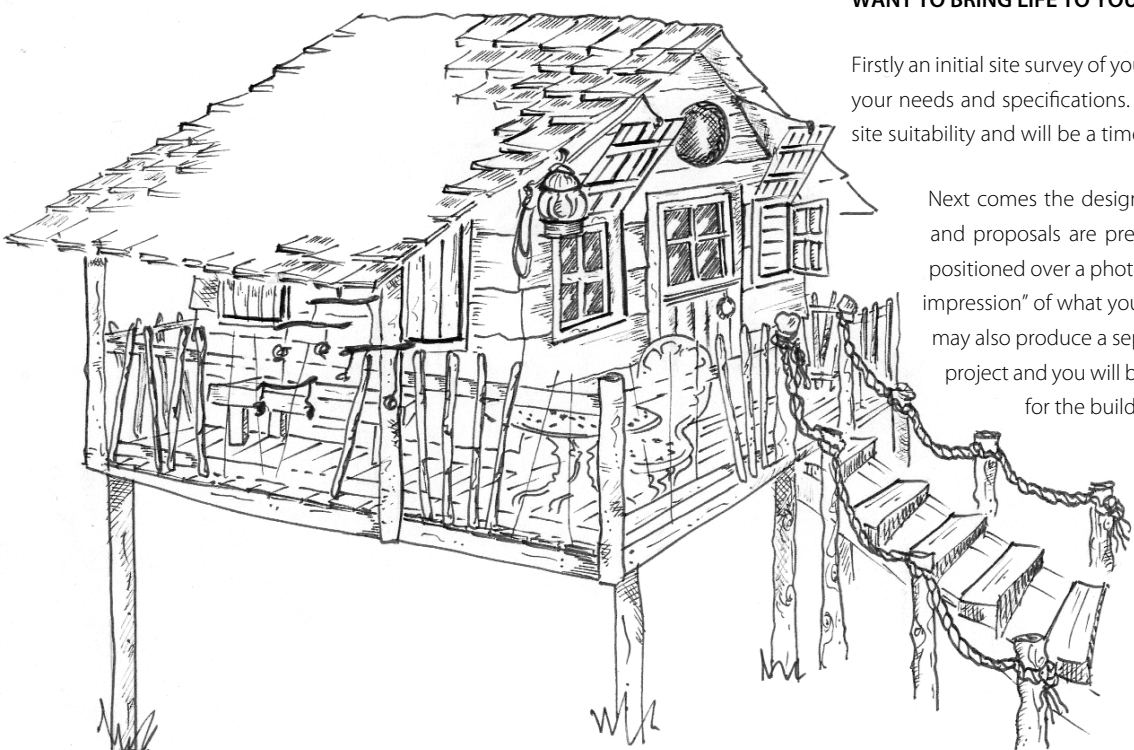 WANT TO BRING LIFE TO YOU
Firstly an initial site survey of you
your needs and specifications.
site suitability and will be a time
Next comes the design
and proposals are pre
positioned over a phot
impression" of what you
may also produce a sep
project and you will b
for the build